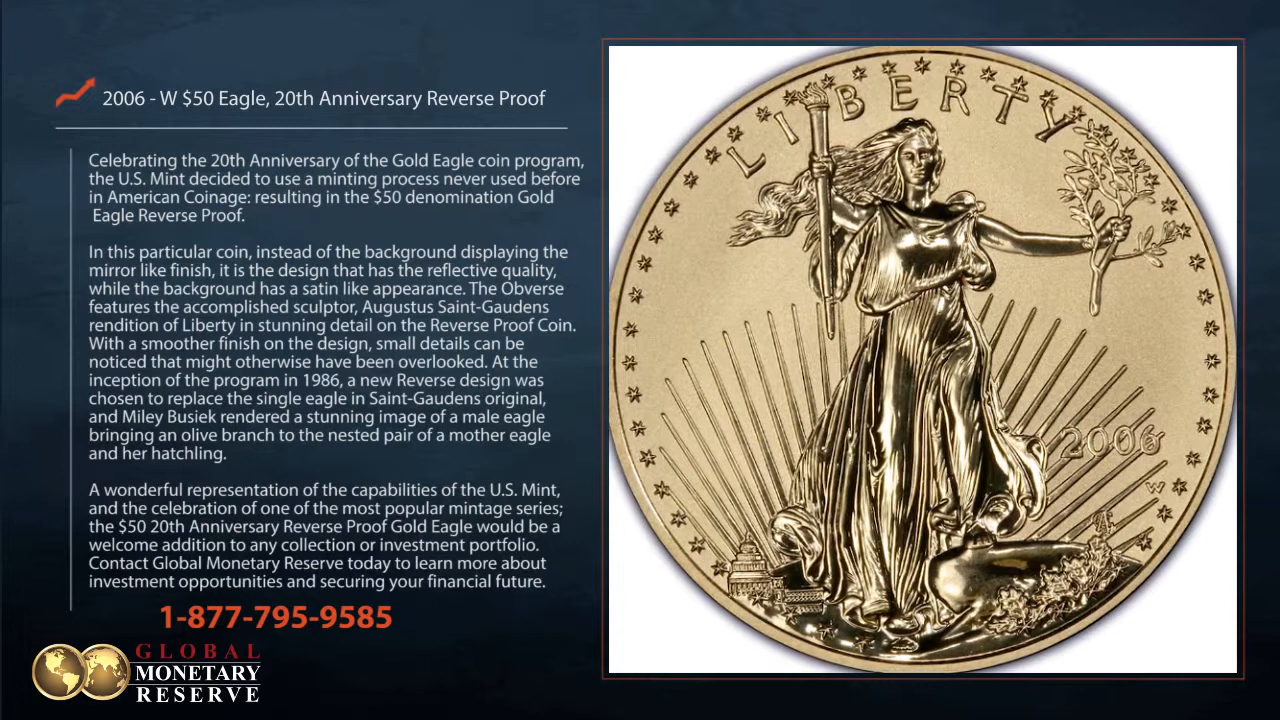 2006 - W $50 Eagle, 20th Anniversary Reverse Proof
Celebrating the 20th Anniversary of the Gold Eagle coin program,
the U.S. Mint decided to use a minting process never used before
in American Coinage: resulting in the $50 denomination Gold
Eagle Reverse Proof.
In this particular coin, instead of the background displaying the
mirror like finish, it is the design that has the reflective quality,
while the background has a satin like appearance. The Obverse
features the accomplished sculptor, Augustus Saint-Gaudens
rendition of Liberty in stunning detail on the Reverse Proof Coin.
With a smoother finish on the design, small details can be
noticed that might otherwise have been overlooked. At the
inception of the program in 1986, a new Reverse design was
chosen to replace the single eagle in Saint-Gaudens original,
and Miley Busiek rendered a stunning image of a male eagle
bringing an olive branch to the nested pair of a mother eagle
and her hatchling.
A wonderful representation of the capabilities of the U.S. Mint,
and the celebration of one of the most popular mintage series;
the $50 20th Anniversary Reverse Proof Gold Eagle would be a
welcome addition to any collection or investment portfolio.
Contact Global Monetary Reserve today to learn more about
investment opportunities and securing your financial future.
1-877-795-9585
GLOBAL
MONETARY
RESERVE
LIBERTY
2006
W